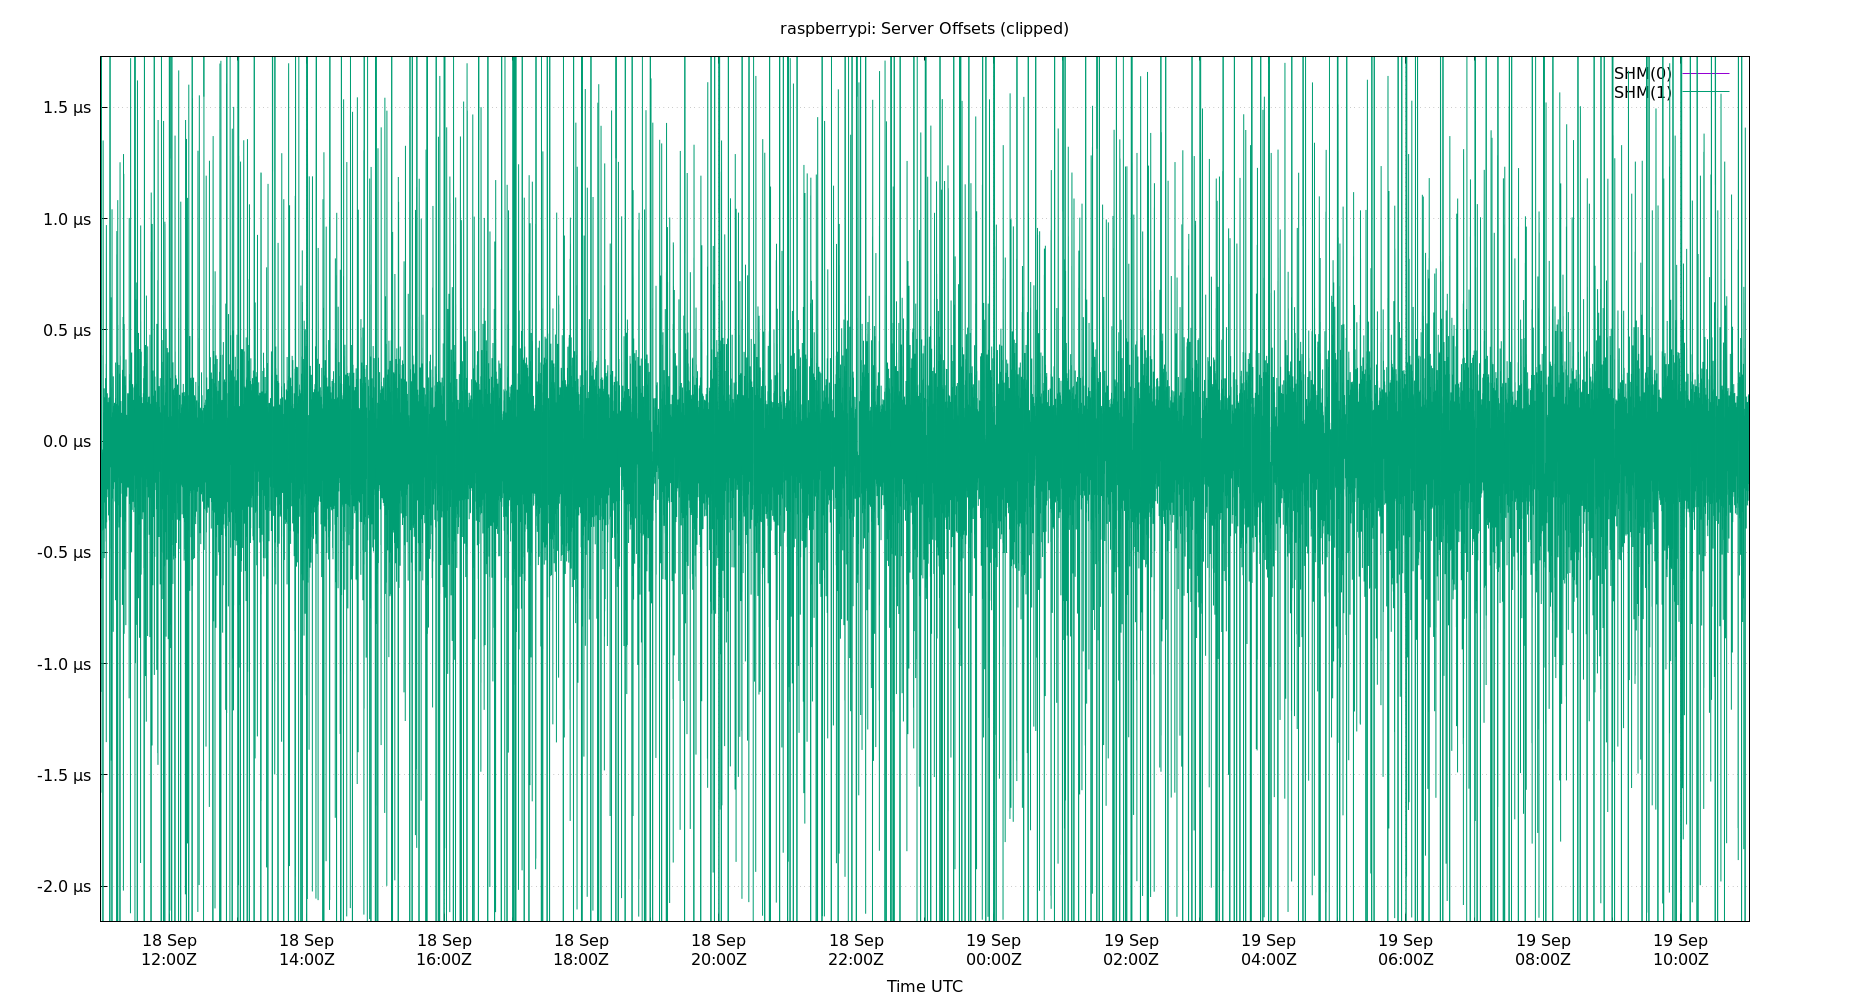 raspberrypi: Server Offsets (clipped)
SHM(0)
SHM(1)
1.5 µs
1.0 µs
0.5 µs
0.0 µs
-0.5 µs
-1.0 µs
-1.5 µs
-2.0 µs
18 Sep 18 Sep 18 Sep 18 Sep 18 Sep 18 Sep 19 Sep 19 Sep 19 Sep 19 Sep 19 Sep 19 Sep
12:00Z 14:00Z 16:00Z 18:00Z 20:00Z 22:00Z 00:00Z 02:00Z 04:00Z 06:00Z 08:00Z 10:00Z
Time UTC